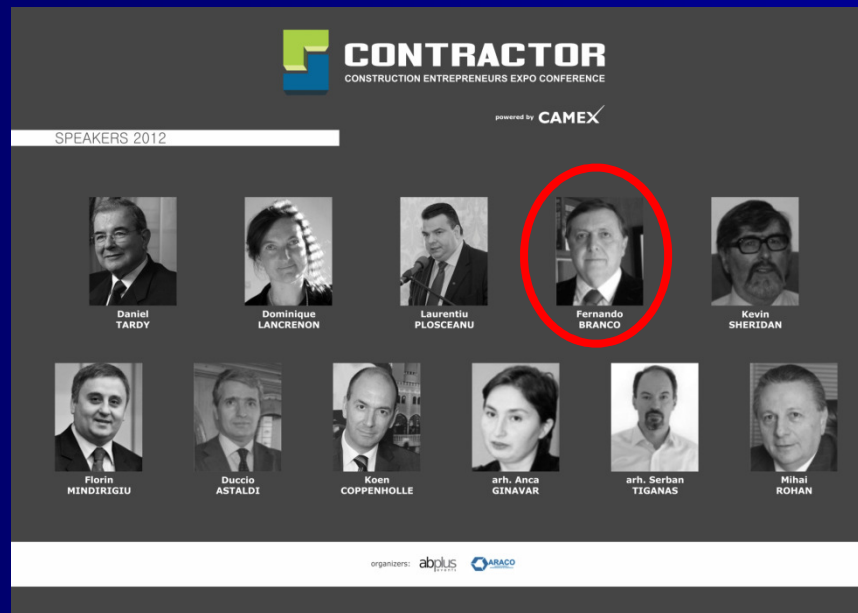 CONTRACTOR
CONSTRUCTION ENTREPRENEURS EXPO CONFERENCE
powered by CAMEX
SPEAKERS 2012
Daniel
TARDY
Dominique
LANCRENON
Laurentiu
PLOSCEANU
Fernando
BRANCO
Kevin
SHERIDAN
Florin
MINDIRIGIU
Duccio
ASTALDI
Koen
COPPENHOLLE
arh. Anca
GINAVAR
arh. Serban
TIGANAS
Mihai
ROHAN
organizers: abplus events ARACO